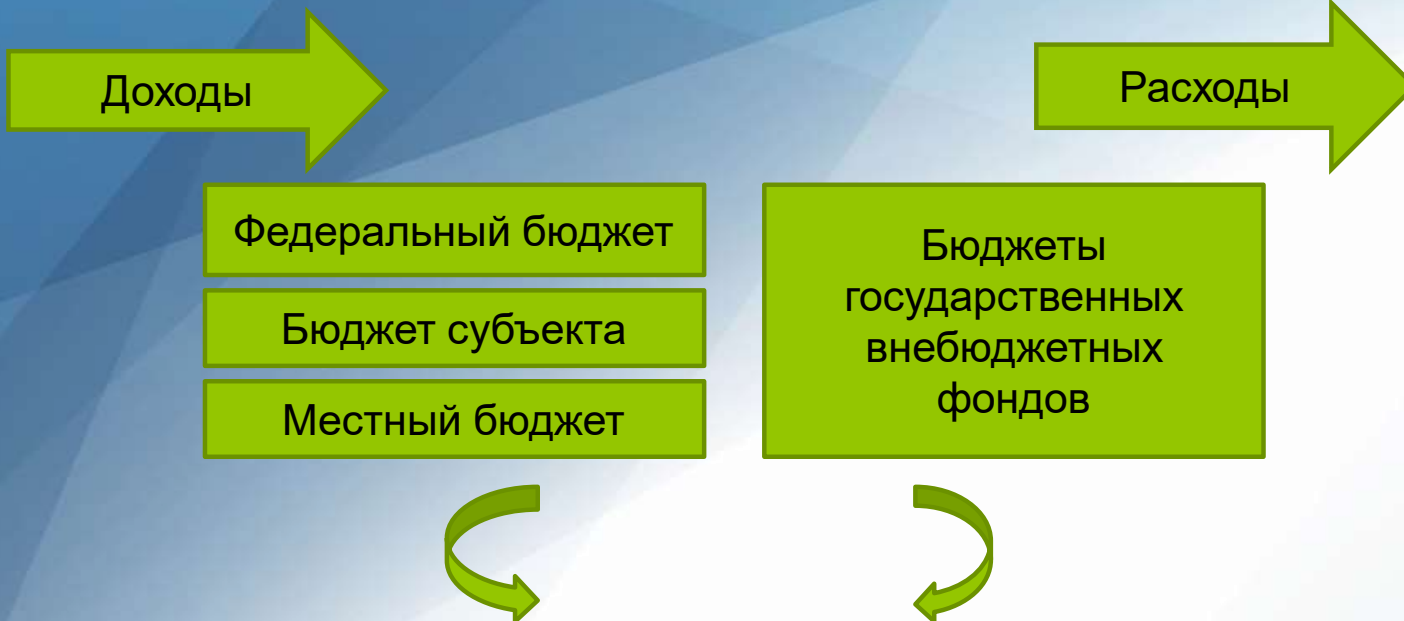 Доходы
Расходы
Федеральный бюджет
Бюджет субъекта
Местный бюджет
Бюджеты
государственных
внебюджетных
фондов